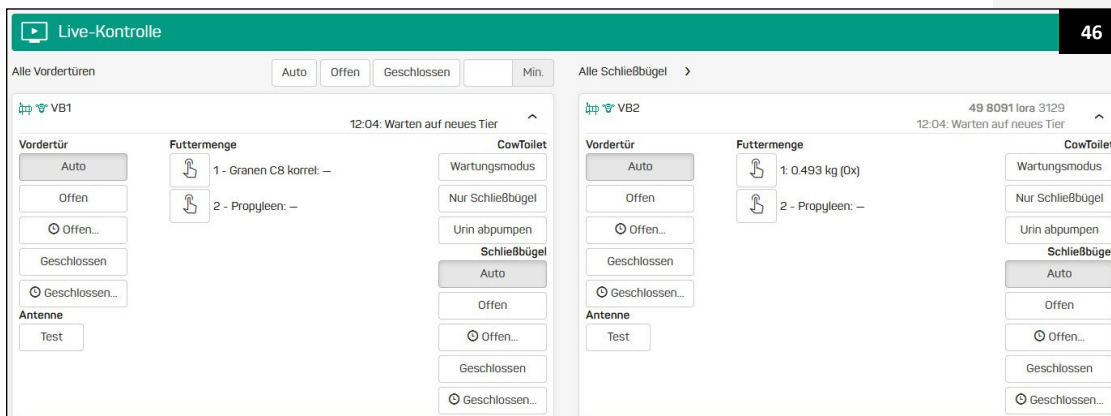 Live-Kontrolle
46
Alle Vordertüren Auto Offen Geschlossen Min.
Alle Schließbügel
VB1
12:04: Warten auf neues Tier
Vordertür Futtermenge CowToilet
Auto 1 - Granen C8 korrel: — Wartungsmodus
Offen 2 - Propyleen: — Nur Schließbügel
Offen... Urin abpumpen
Geschlossen Schließbügel
Auto
Geschlossen... Offen
Antenne
Test Offen...
Geschlossen
Geschlossen...
VB2 49 8091 lora 3129
12:04: Warten auf neues Tier
Vordertür Futtermenge CowToilet
Auto 1: 0.493 kg (0x) Wartungsmodus
Offen 2 - Propyleen: — Nur Schließbügel
Offen... Urin abpumpen
Geschlossen Schließbüge
Auto
Geschlossen... Offen
Antenne
Test Offen...
Geschlossen
Geschlossen...